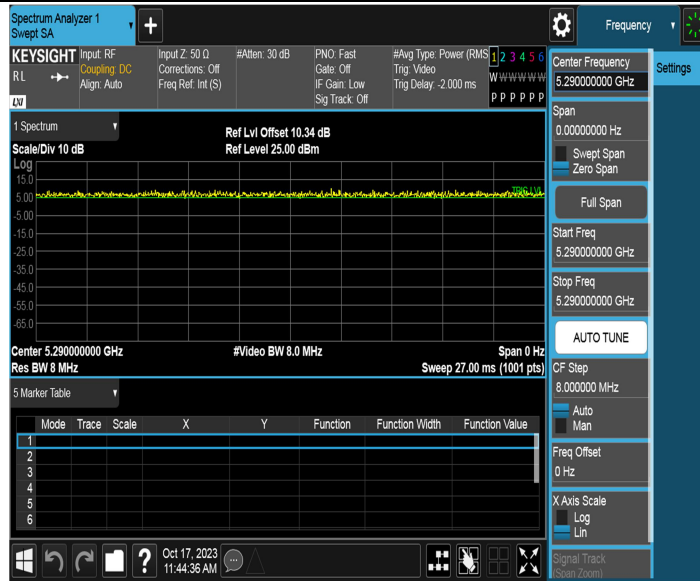 Spectrum Analyzer 1
Swept SA
Frequency
KEYSIGHT
R L
LXI
Input: RF
Coupling: DC
Align: Auto
Input Z: 50 Ω
Corrections: Off
Freq Ref: Int (S)
#Atten: 30 dB
PNO: Fast
Gate: Off
IF Gain: Low
Sig Track: Off
#Avg Type: Power (RMS
Trig: Video
Trig Delay: -2.000 ms
1 2 3 4 5 6
W W W W W W
P P P P P P
Center Frequency
5.290000000 GHz
Settings
Span
0.00000000 Hz
Swept Span
Zero Span
Full Span
Start Freq
5.290000000 GHz
Stop Freq
5.290000000 GHz
AUTO TUNE
CF Step
8.000000 MHz
Auto
Man
Freq Offset
0 Hz
X Axis Scale
Log
Lin
Signal Track
(Span Zoom)
1 Spectrum
Scale/Div 10 dB
Ref Lvl Offset 10.34 dB
Ref Level 25.00 dBm
Log
15.0
TRIG LVL
5.00
-5.00
-15.0
-25.0
-35.0
-45.0
-55.0
-65.0
Center 5.290000000 GHz
#Video BW 8.0 MHz
Span 0 Hz
Res BW 8 MHz
Sweep 27.00 ms (1001 pts)
5 Marker Table
Mode Trace Scale X Y Function Function Width Function Value
1
2
3
4
5
6
?
Oct 17, 2023
11:44:36 AM